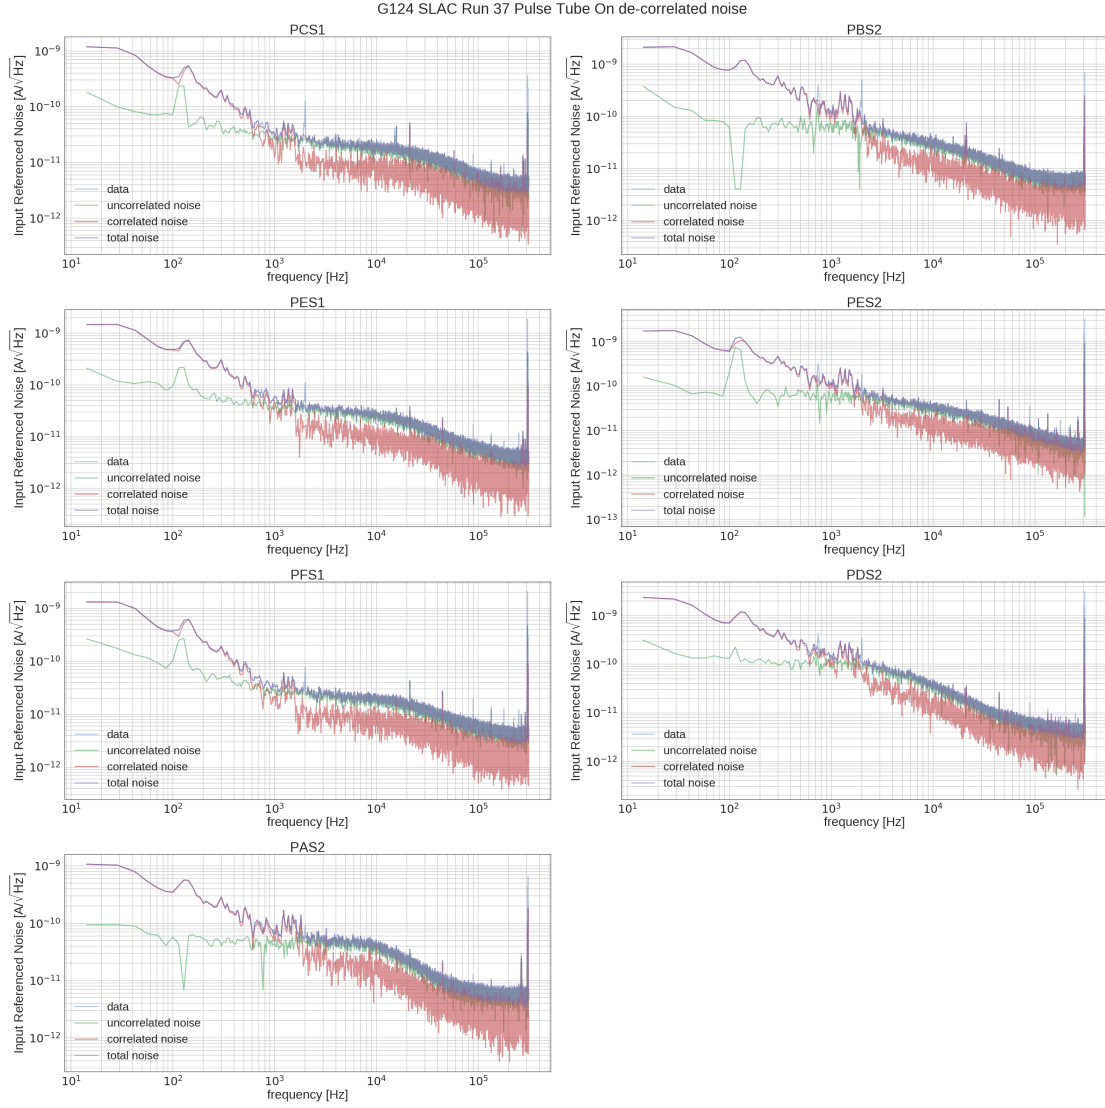 G124 SLAC Run 37 Pulse Tube On de-correlated noise
PCS1
Input Referenced Noise [A/√Hz]
10⁻⁹
10⁻¹⁰
10⁻¹¹
10⁻¹²
data
uncorrelated noise
correlated noise
total noise
10¹ 10² 10³ 10⁴ 10⁵
frequency [Hz]
PBS2
Input Referenced Noise [A/√Hz]
10⁻⁹
10⁻¹⁰
10⁻¹¹
10⁻¹²
data
uncorrelated noise
correlated noise
total noise
10¹ 10² 10³ 10⁴ 10⁵
frequency [Hz]
PES1
Input Referenced Noise [A/√Hz]
10⁻⁹
10⁻¹⁰
10⁻¹¹
10⁻¹²
data
uncorrelated noise
correlated noise
total noise
10¹ 10² 10³ 10⁴ 10⁵
frequency [Hz]
PES2
Input Referenced Noise [A/√Hz]
10⁻⁹
10⁻¹⁰
10⁻¹¹
10⁻¹²
10⁻¹³
data
uncorrelated noise
correlated noise
total noise
10¹ 10² 10³ 10⁴ 10⁵
frequency [Hz]
PFS1
Input Referenced Noise [A/√Hz]
10⁻⁹
10⁻¹⁰
10⁻¹¹
10⁻¹²
data
uncorrelated noise
correlated noise
total noise
10¹ 10² 10³ 10⁴ 10⁵
frequency [Hz]
PDS2
Input Referenced Noise [A/√Hz]
10⁻⁹
10⁻¹⁰
10⁻¹¹
10⁻¹²
data
uncorrelated noise
correlated noise
total noise
10¹ 10² 10³ 10⁴ 10⁵
frequency [Hz]
PAS2
Input Referenced Noise [A/√Hz]
10⁻⁹
10⁻¹⁰
10⁻¹¹
10⁻¹²
data
uncorrelated noise
correlated noise
total noise
10¹ 10² 10³ 10⁴ 10⁵
frequency [Hz]